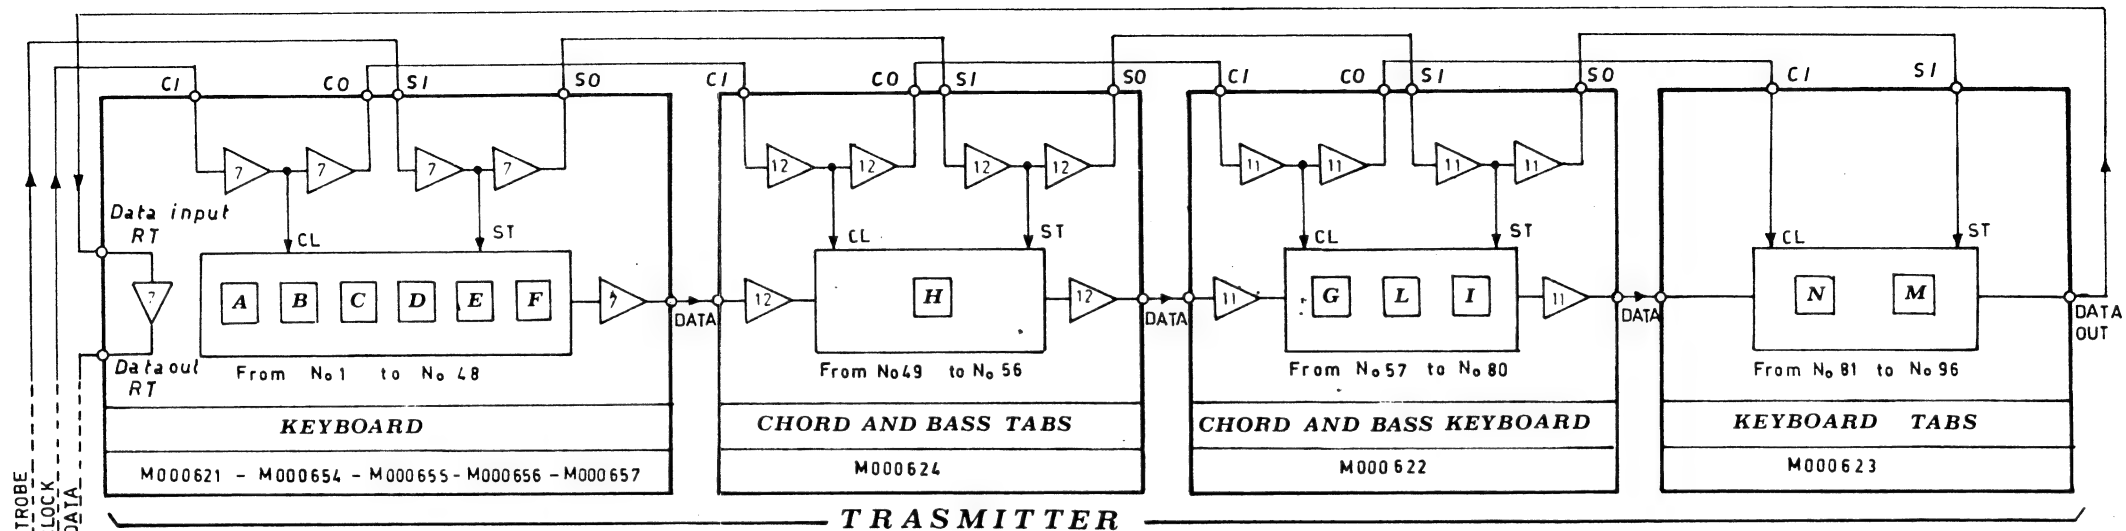 CI CO SI SO CI CO SI SO CI CO SI SO CI SI
7 7 7 7 12 12 12 12 11 11 11 11
Data input
RT
CL ST CL ST CL ST CL ST
A B C D E F 7 12 H 12 11 G L I 11 N M
DATA DATA DATA DATA
OUT
Data out
RT
From No 1 to No 48
From No 49 to No 56
From No 57 to No 80
From No 81 to No 96
KEYBOARD
CHORD AND BASS TABS
CHORD AND BASS KEYBOARD
KEYBOARD TABS
M000621 - M000654 - M000655 - M000656 - M000657
M000624
M000622
M000623
TROBE
LOCK
DATA
TRASMITTER